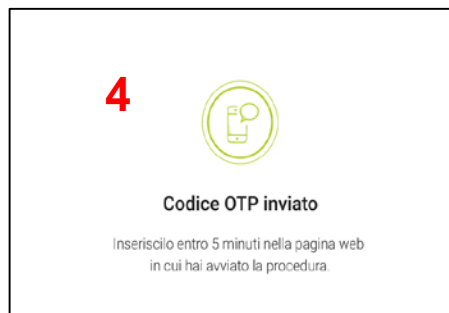 4
Codice OTP inviato
Inseriscilo entro 5 minuti nella pagina web
in cui hai avviato la procedura.